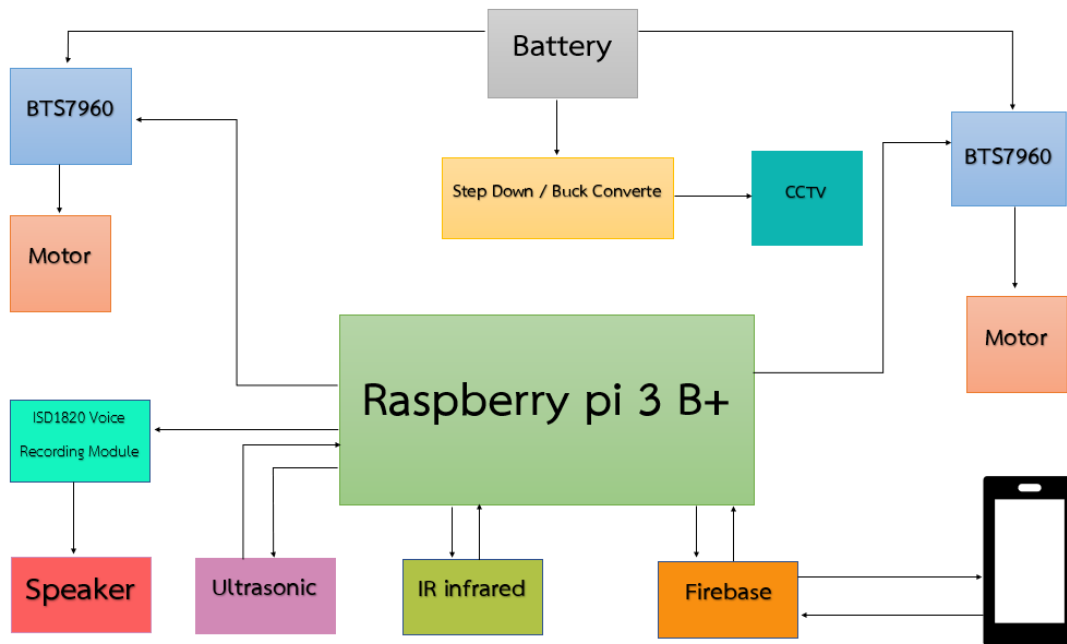 Battery
BTS7960
BTS7960
Step Down / Buck Converte
CCTV
Motor
Motor
Raspberry pi 3 B+
ISD1820 Voice
Recording Module
Speaker
Ultrasonic
IR infrared
Firebase